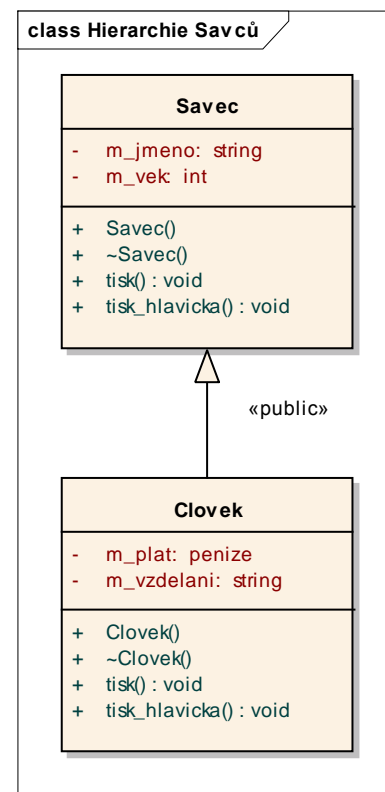 class Hierarchie Savců
Savec
- m_jmeno: string
- m_vek: int
+ Savec()
+ ~Savec()
+ tisk() : void
+ tisk_hlavicka() : void
«public»
Clovek
- m_plat: penize
- m_vzdelani: string
+ Clovek()
+ ~Clovek()
+ tisk() : void
+ tisk_hlavicka() : void